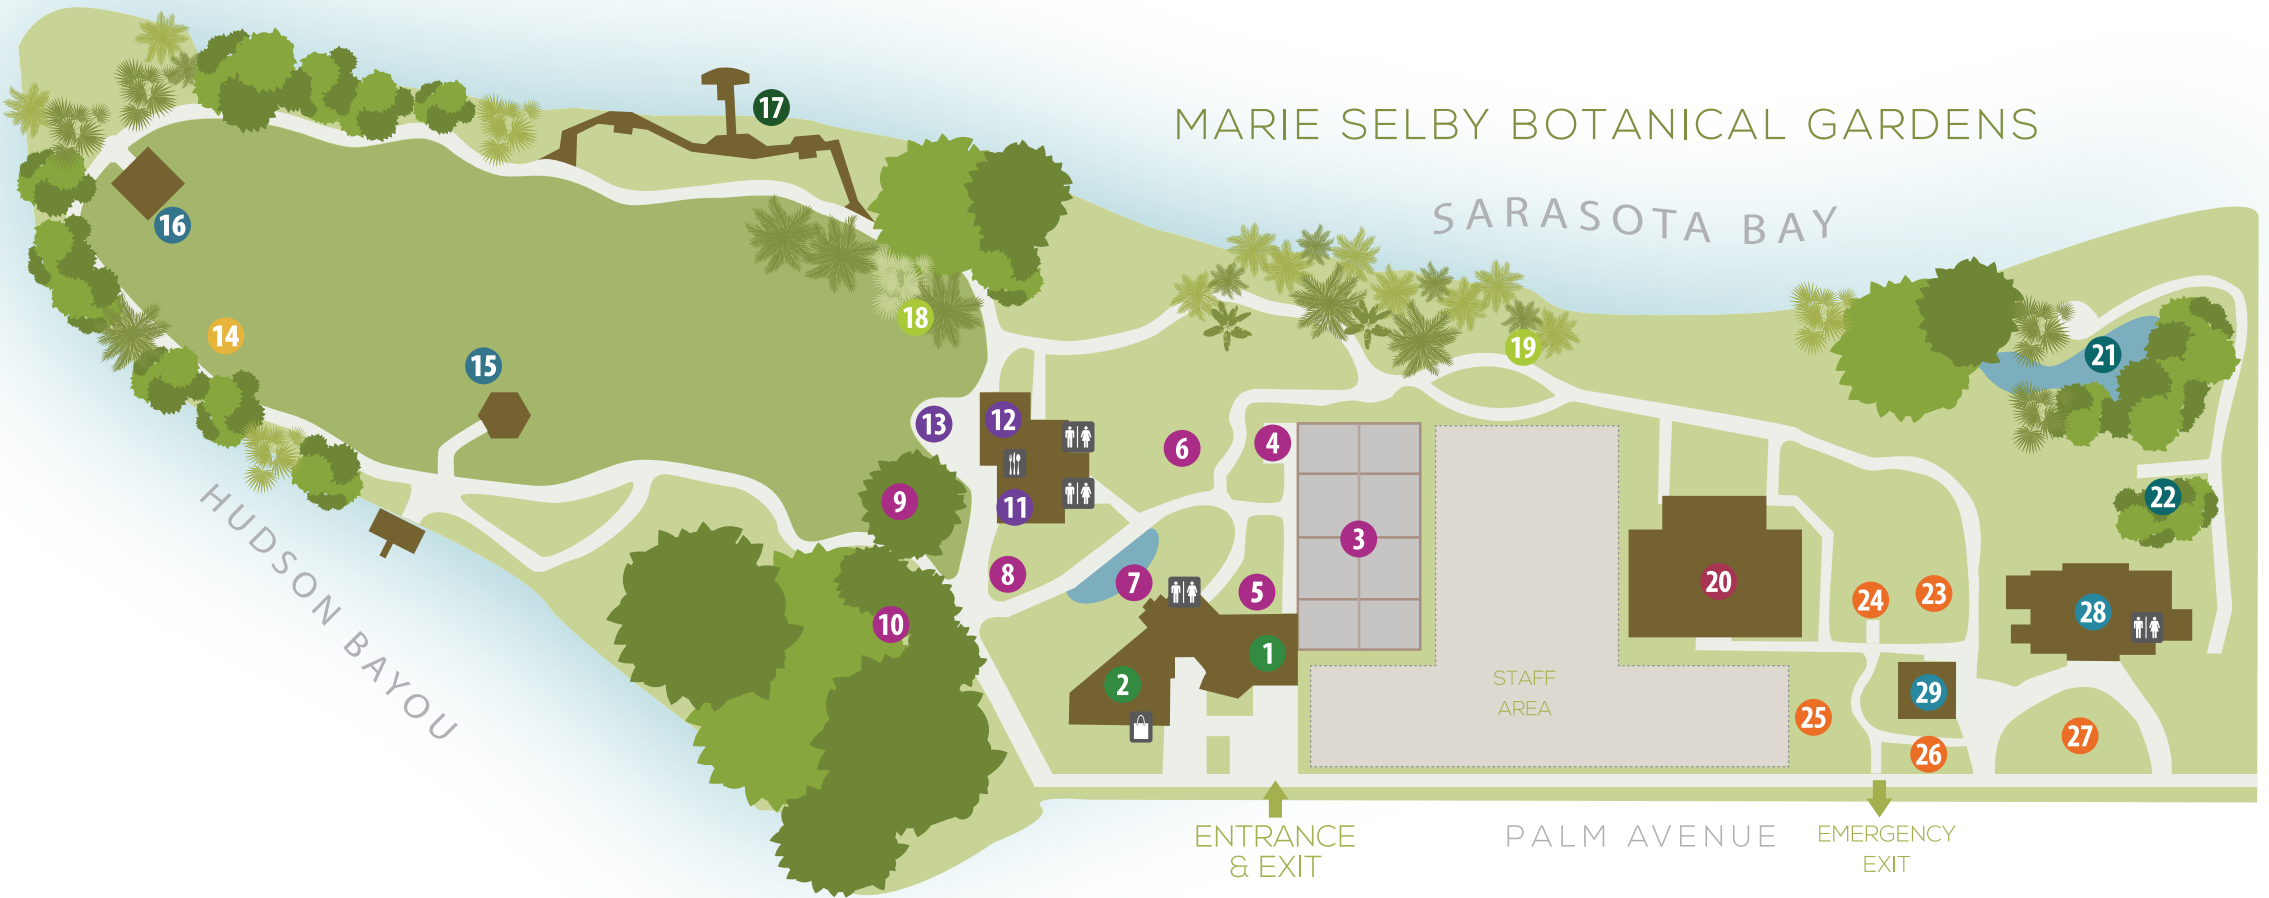 MARIE SELBY BOTANICAL GARDENS
SARASOTA BAY
17
16
18
14
19
21
15
13
12
6
4
22
9
11
3
8
7
5
20
24
23
28
10
1
2
STAFF
AREA
29
25
26
27
HUDSON BAYOU
ENTRANCE
& EXIT
PALM AVENUE
EMERGENCY
EXIT